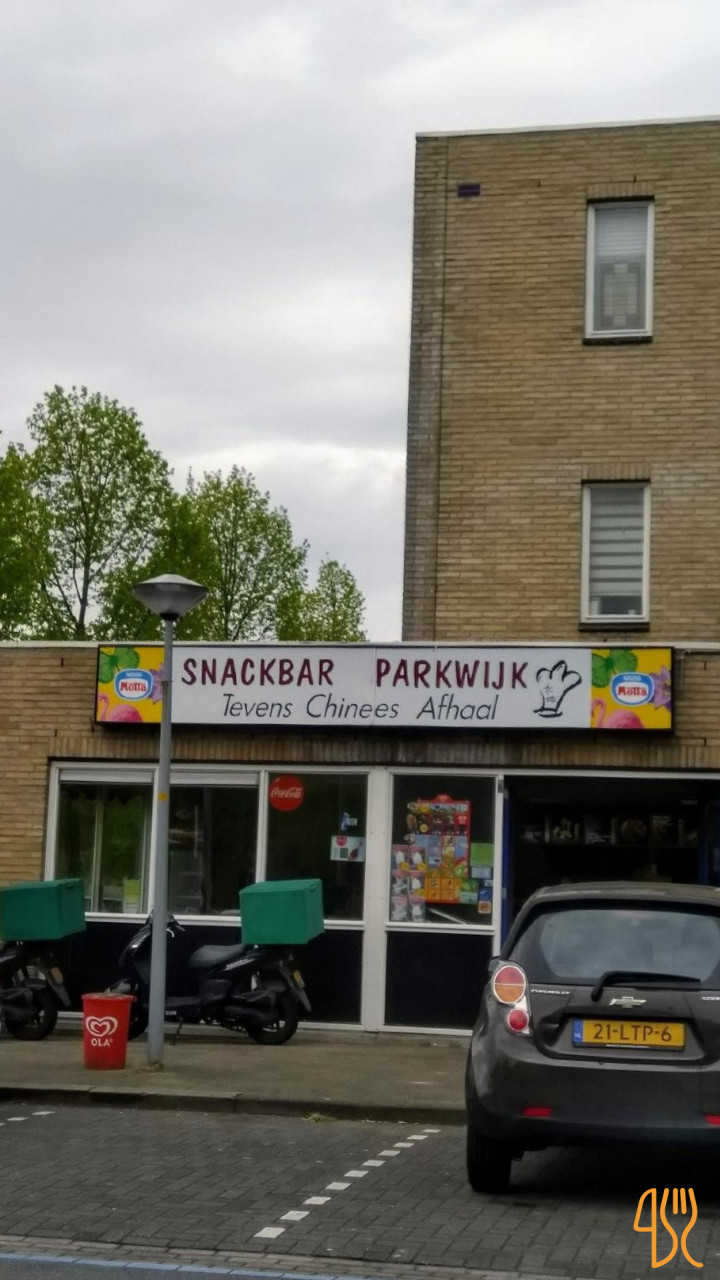 SNACKBAR PARKWIJK
Tevens Chinees Afhaal
Motta
Motta
Coca-Cola
OLA
21-LTP-6